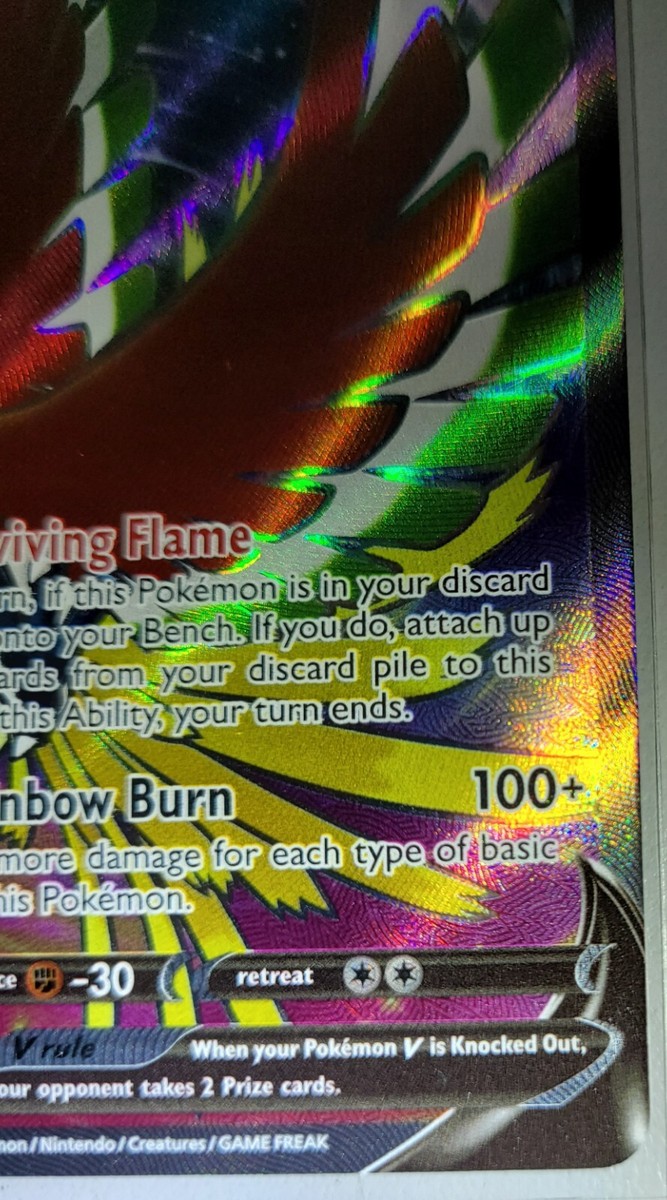 viving Flame
rn, if this Pokémon is in your discard
nto your Bench. If you do, attach up
ards from your discard pile to this
this Ability, your turn ends.
nbow Burn 100+
more damage for each type of basic
his Pokémon.
ce -30 retreat
V rule When your Pokémon V is Knocked Out,
our opponent takes 2 Prize cards.
mon/Nintendo/Creatures/GAME FREAK